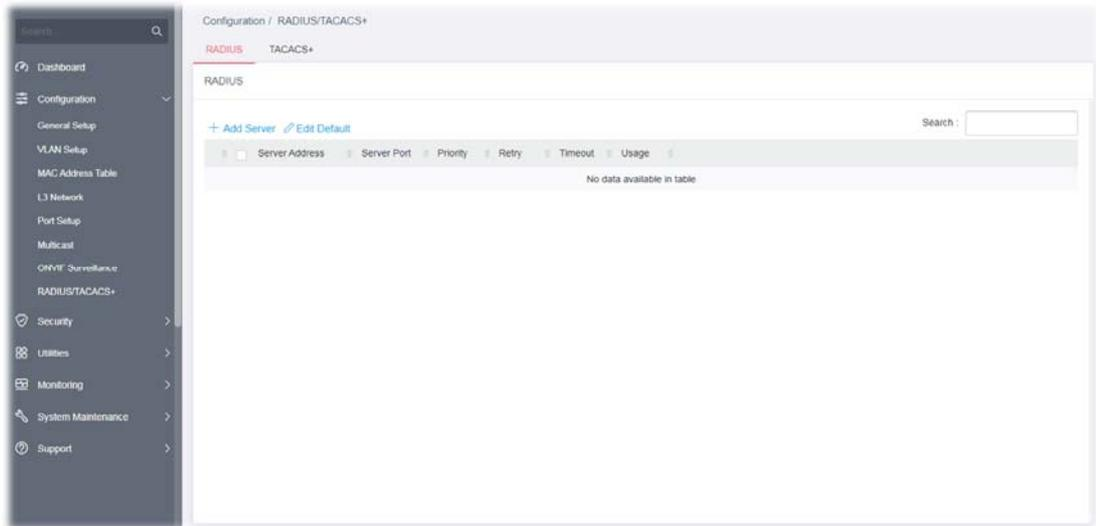 Search...
Dashboard
Configuration
General Setup
VLAN Setup
MAC Address Table
L3 Network
Port Setup
Multicast
ONVIF Surveillance
RADIUS/TACACS+
Security
Utilities
Monitoring
System Maintenance
Support
Configuration / RADIUS/TACACS+
RADIUS TACACS+
RADIUS
+ Add Server Edit Default
Search :
Server Address Server Port Priority Retry Timeout Usage
No data available in table